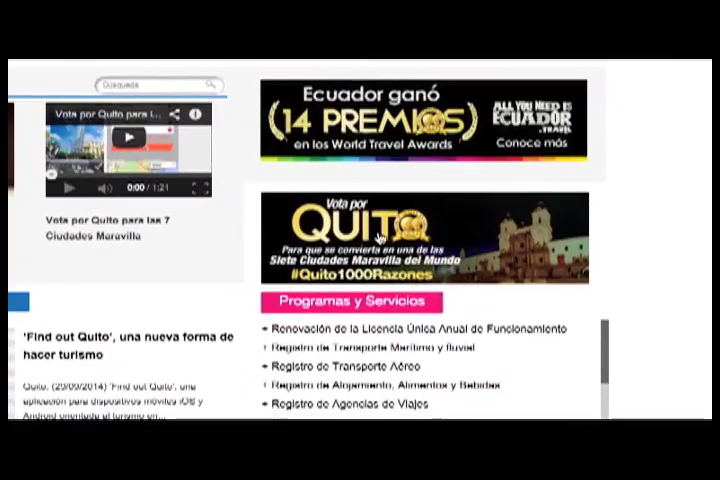 Búsqueda
Vota por Quito para l...
0:00 / 1:21
Vota por Quito para las 7
Ciudades Maravilla
'Find out Quito', una nueva forma de
hacer turismo
Quito, (29/09/2014) 'Find out Quito', una
aplicación para dispositivos móviles iOS y
Android orientada al turismo en...
Ecuador ganó
14 PREMIOS
en los World Travel Awards
ALL YOU NEED IS
ECUADOR
.TRAVEL
Conoce más
Vota por
QUITO
Para que se convierta en una de las
Siete Ciudades Maravilla del Mundo
#Quito1000Razones
Programas y Servicios
Renovación de la Licencia Única Anual de Funcionamiento
Registro de Transporte Marítimo y fluvial
Registro de Transporte Aéreo
Registro de Alojamiento, Alimentos y Bebidas
Registro de Agencias de Viajes